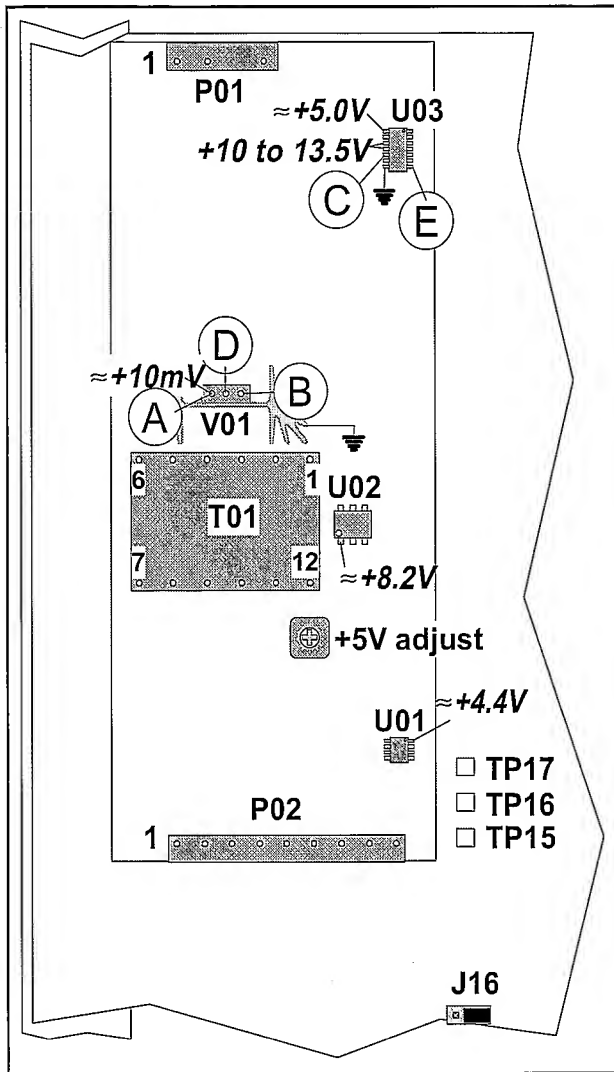 1
P01
≈+5.0V U03
+10 to 13.5V
C
E
D
≈+10mV
A
B
V01
6
1
U02
T01
7
12
≈+8.2V
+5V adjust
≈+4.4V
U01
TP17
P02
TP16
1
TP15
J16